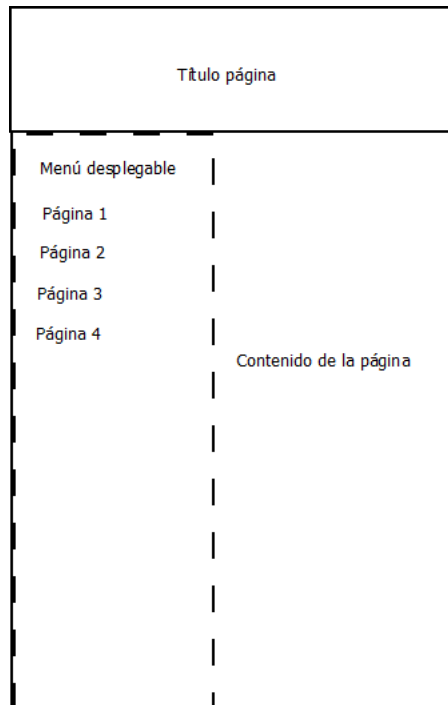 Título página
Menú desplegable
Página 1
Página 2
Página 3
Página 4
Contenido de la página